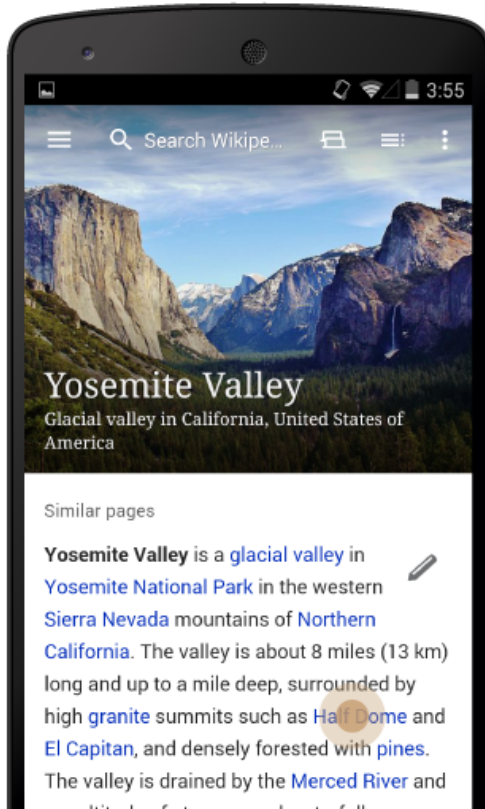 3:55
Search Wikipe...
Yosemite Valley
Glacial valley in California, United States of
America
Similar pages
Yosemite Valley is a glacial valley in
Yosemite National Park in the western
Sierra Nevada mountains of Northern
California. The valley is about 8 miles (13 km)
long and up to a mile deep, surrounded by
high granite summits such as Half Dome and
El Capitan, and densely forested with pines.
The valley is drained by the Merced River and